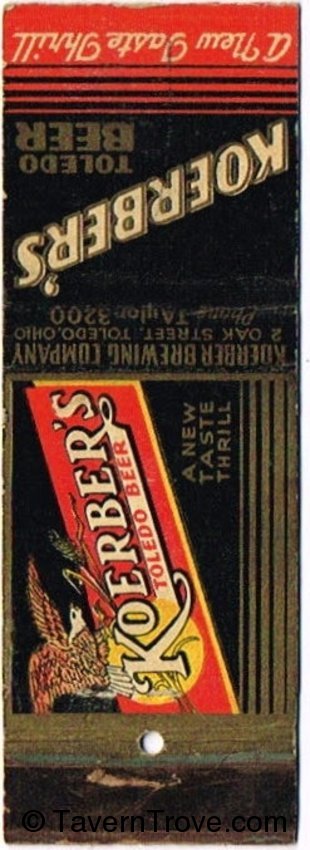 A New Taste Thrill
KOERBER'S
TOLEDO
BEER
KOERBER BREWING COMPANY
2 OAK STREET, TOLEDO, OHIO
Phone TAylor 3200
KOERBER'S
TOLEDO BEER
A NEW
TASTE
THRILL
© TavernTrove.com